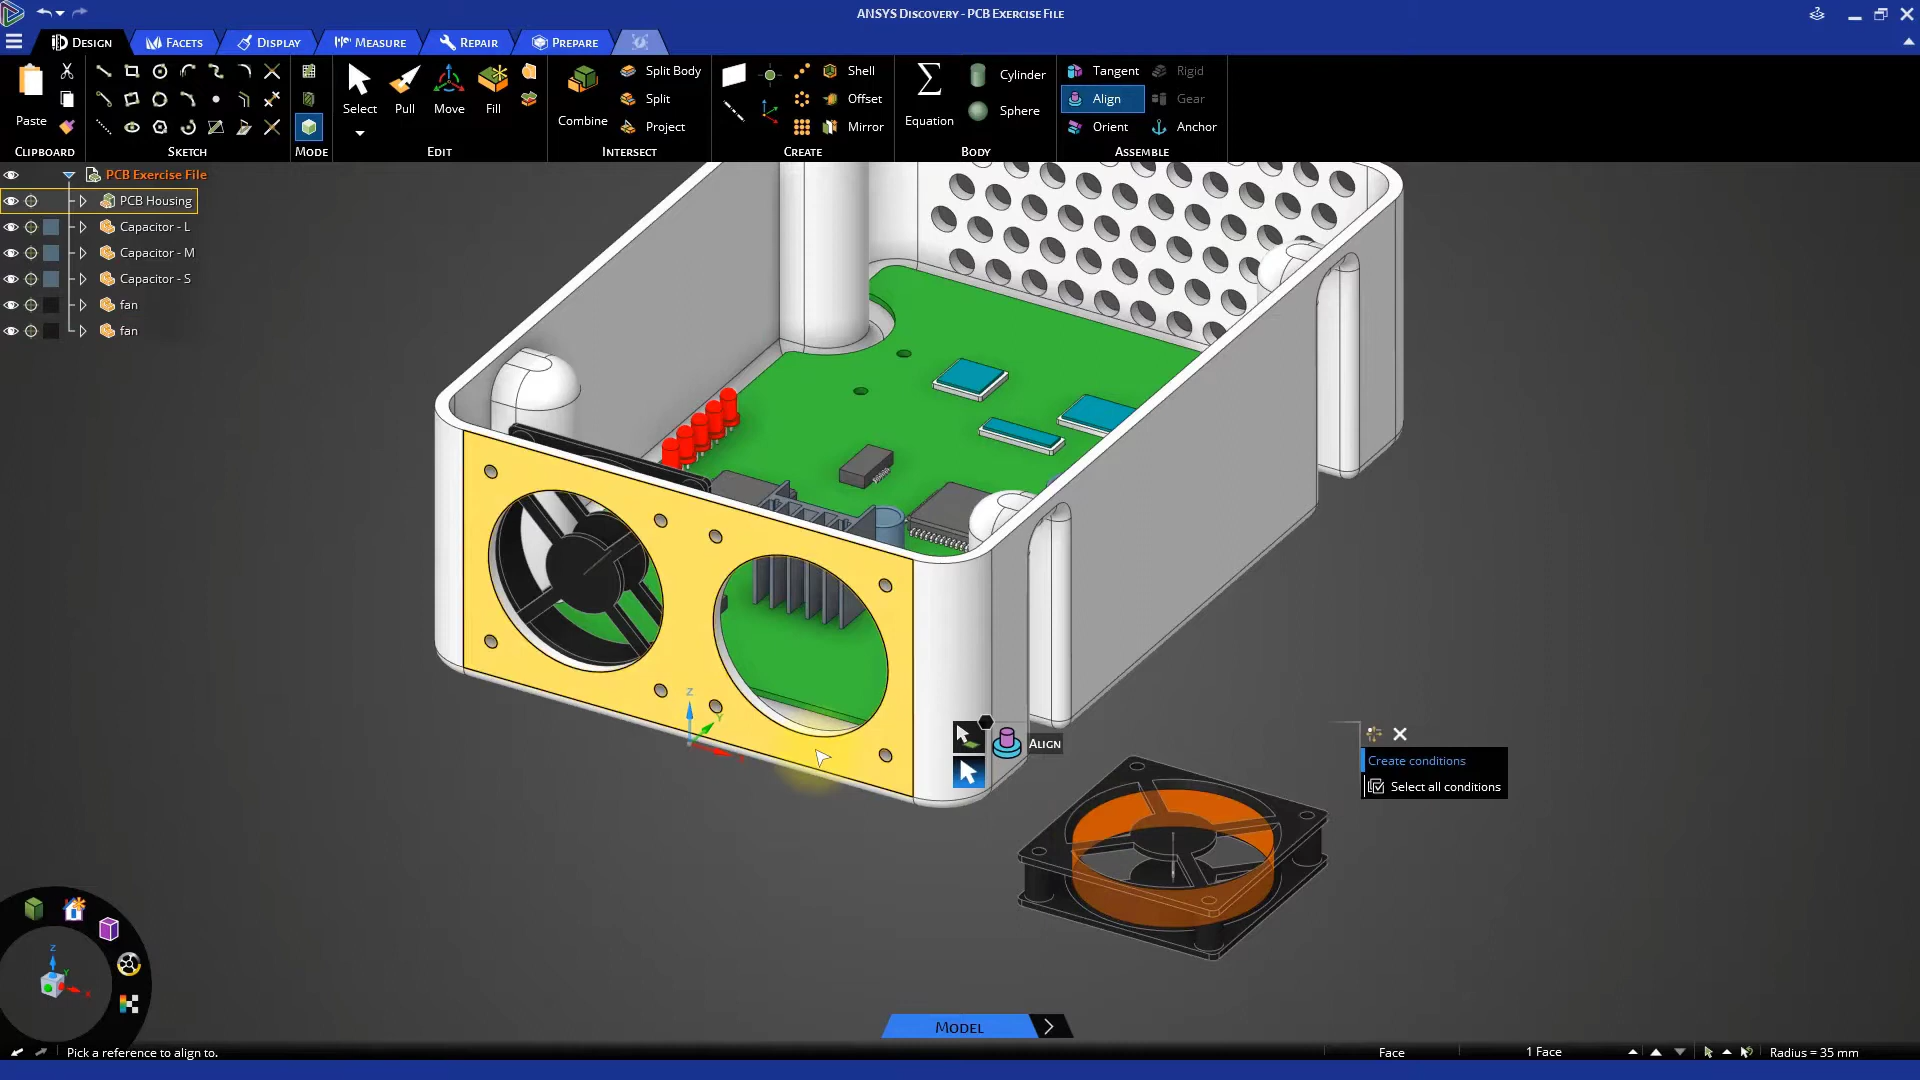 ANSYS DISCOVERY - PCB EXERCISE FILE
DESIGN
FACETS
DISPLAY
MEASURE
REPAIR
PREPARE
Paste
CLIPBOARD
SKETCH
MODE
Select
Pull
Move
Fill
EDIT
Combine
Split Body
Split
Project
INTERSECT
Shell
Offset
Mirror
CREATE
Equation
Cylinder
Sphere
BODY
Tangent
Rigid
Align
Gear
Orient
Anchor
ASSEMBLE
PCB Exercise File
PCB Housing
Capacitor - L
Capacitor - M
Capacitor - S
fan
fan
Z
Y
X
ALIGN
Create conditions
Select all conditions
Z
Y
X
MODEL
Pick a reference to align to.
Face
1 Face
Radius = 35 mm